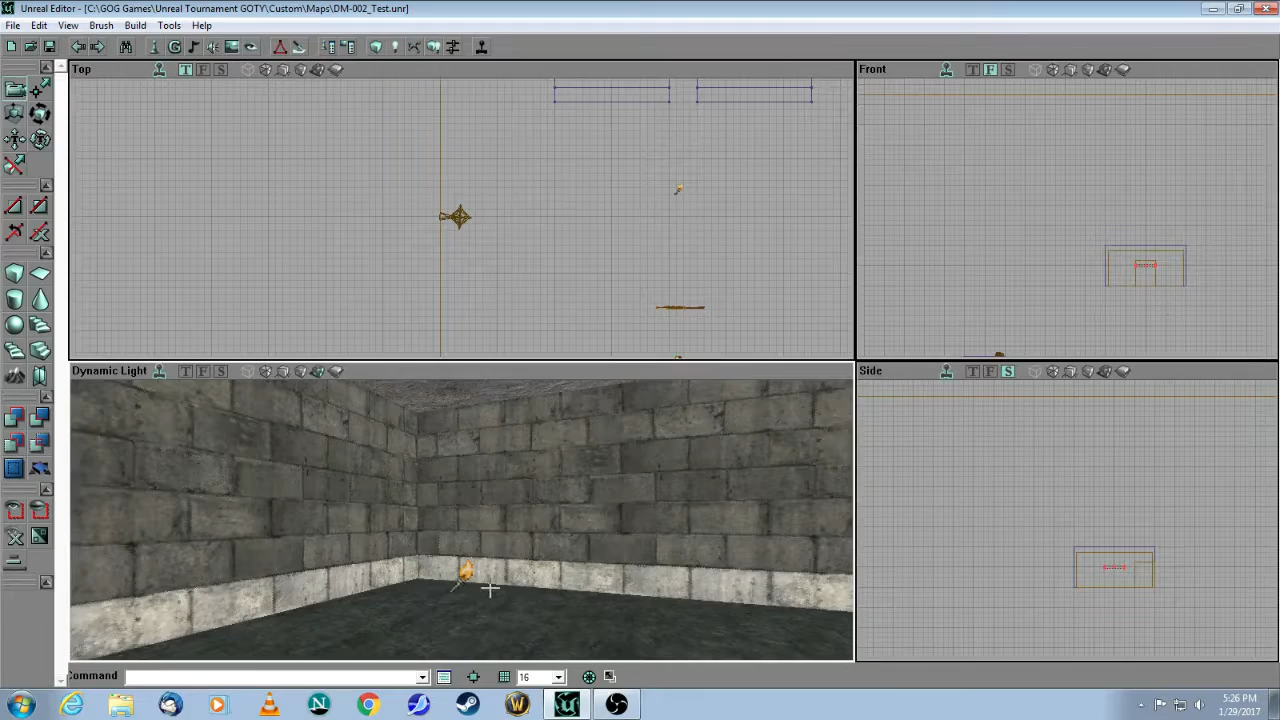 Unreal Editor - [C:\GOG Games\Unreal Tournament GOTY\Custom\Maps\DM-002_Test.unr]
File Edit View Brush Build Tools Help
Top T F S
Front T F S
Dynamic Light T F S
Side T F S
Command 16
5:26 PM
1/29/2017